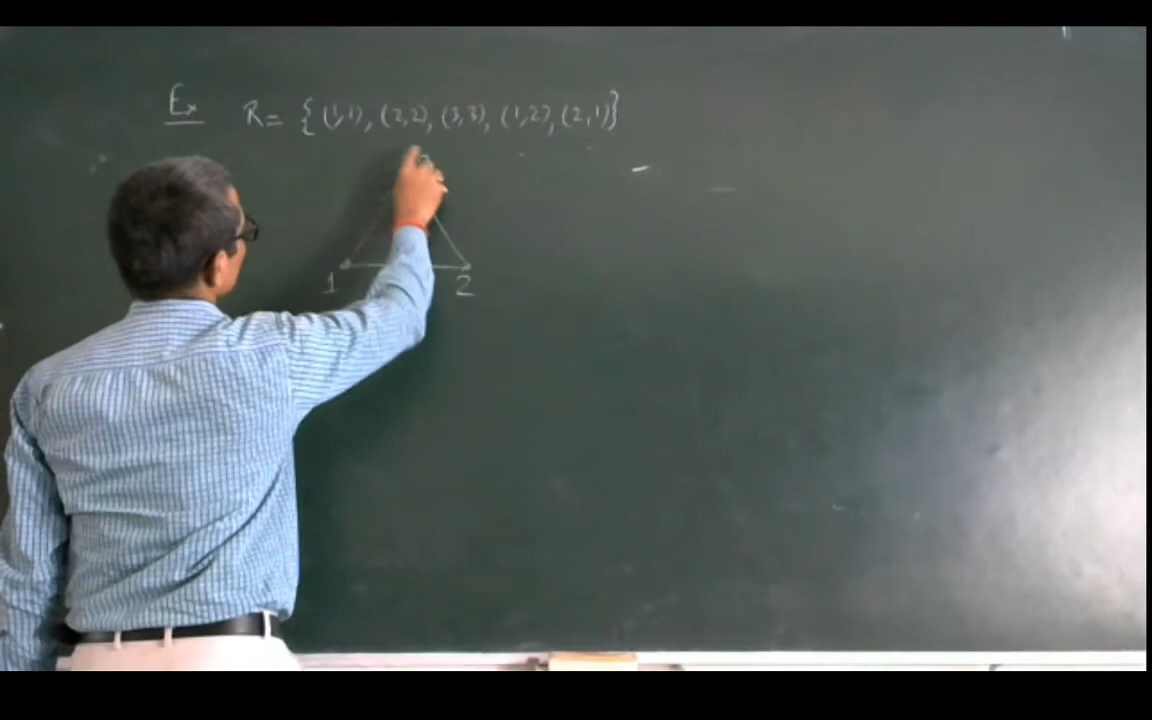 Ex R = {(1,1), (2,2), (3,3), (1,2), (2,1)}
1 2